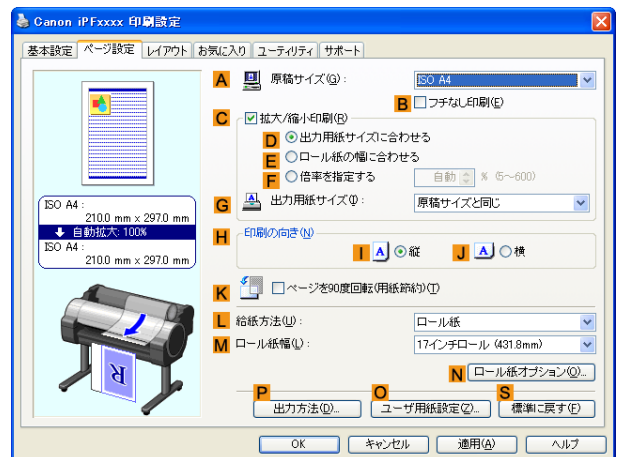 Canon iPFxxxx 印刷設定
基本設定 ページ設定 レイアウト お気に入り ユーティリティ サポート
A 原稿サイズ(G): ISO A4
B フチなし印刷(E)
C 拡大/縮小印刷(R)
D 出力用紙サイズに合わせる
E ロール紙の幅に合わせる
F 倍率を指定する 自動 % (5～600)
G 出力用紙サイズ(I): 原稿サイズと同じ
ISO A4 :
210.0 mm x 297.0 mm
自動拡大: 100%
ISO A4 :
210.0 mm x 297.0 mm
H 印刷の向き(N)
I A 縦 J A 横
K ページを90度回転(用紙節約)(T)
L 給紙方法(U): ロール紙
M ロール紙幅(L): 17インチロール (431.8mm)
R
N ロール紙オプション(O)...
P O S
出力方法(D)... ユーザ用紙設定(Z)... 標準に戻す(F)
OK キャンセル 適用(A) ヘルプ